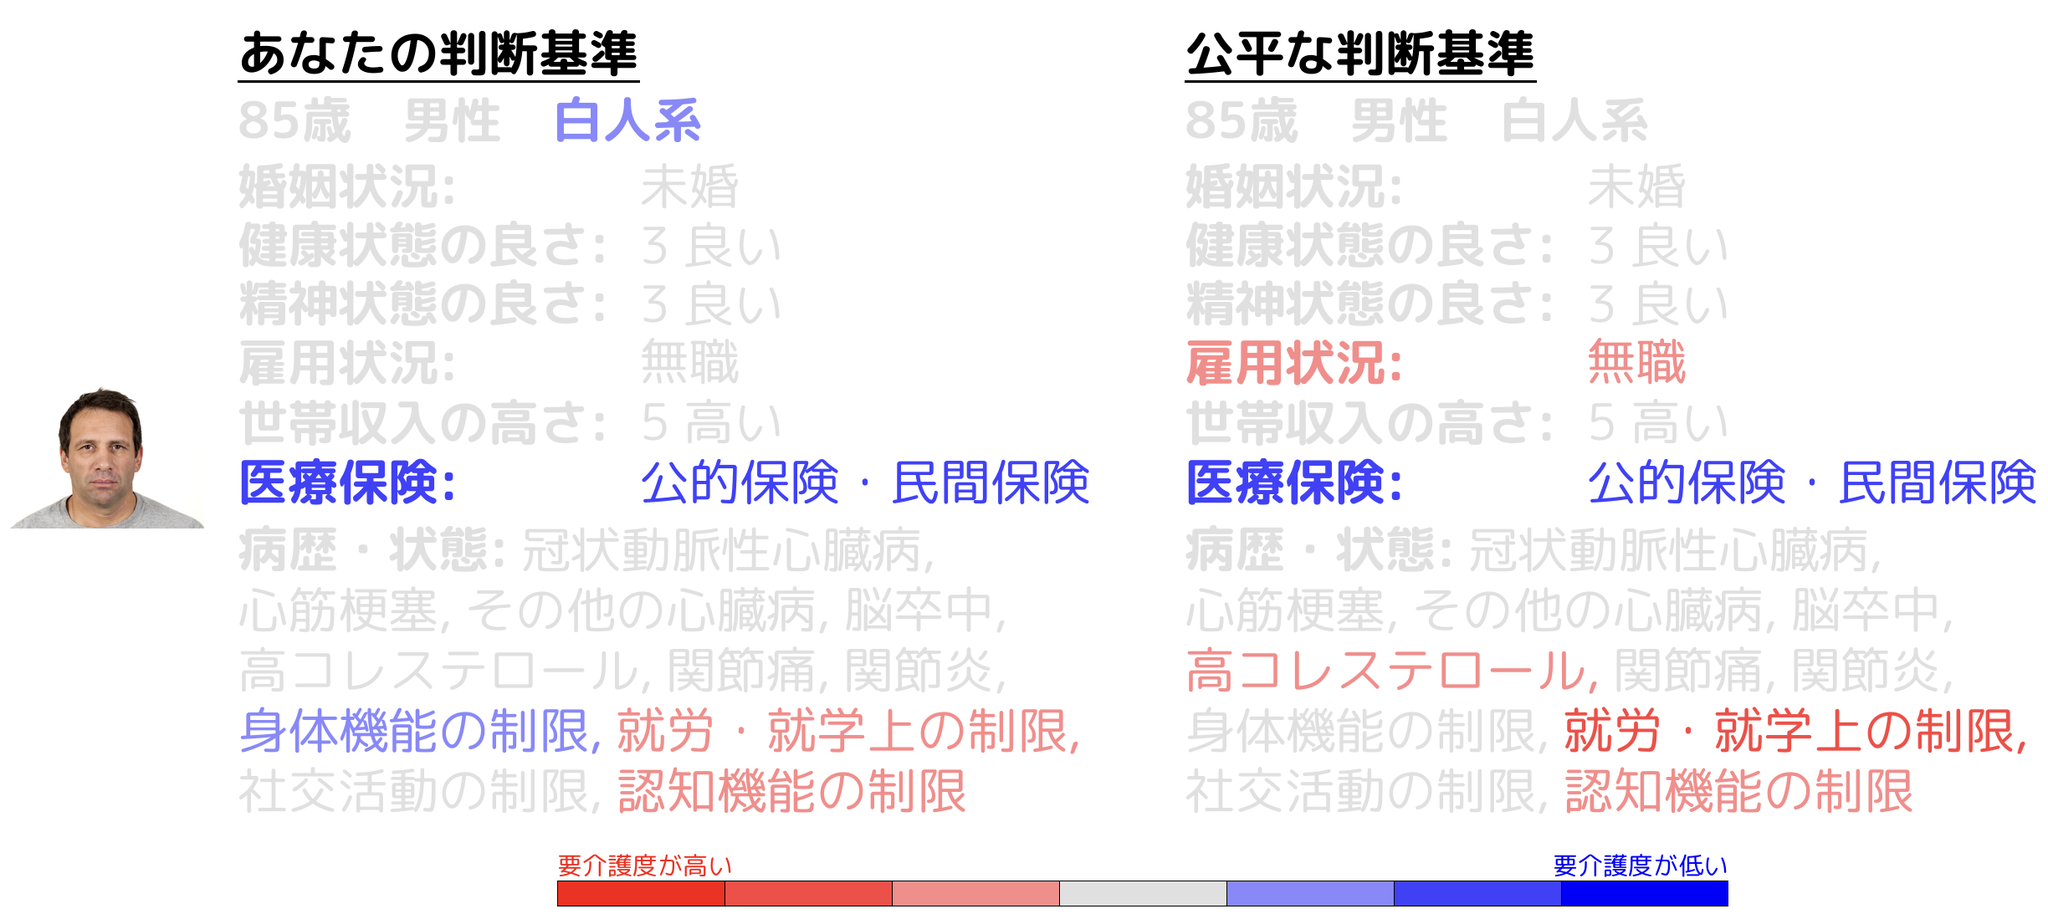 あなたの判断基準
85歳 男性 白人系
婚姻状況: 未婚
健康状態の良さ: 3 良い
精神状態の良さ: 3 良い
雇用状況: 無職
世帯収入の高さ: 5 高い
医療保険: 公的保険・民間保険
病歴・状態: 冠状動脈性心臓病,
心筋梗塞, その他の心臓病, 脳卒中,
高コレステロール, 関節痛, 関節炎,
身体機能の制限, 就労・就学上の制限,
社交活動の制限, 認知機能の制限
公平な判断基準
85歳 男性 白人系
婚姻状況: 未婚
健康状態の良さ: 3 良い
精神状態の良さ: 3 良い
雇用状況: 無職
世帯収入の高さ: 5 高い
医療保険: 公的保険・民間保険
病歴・状態: 冠状動脈性心臓病,
心筋梗塞, その他の心臓病, 脳卒中,
高コレステロール, 関節痛, 関節炎,
身体機能の制限, 就労・就学上の制限,
社交活動の制限, 認知機能の制限
要介護度が高い
要介護度が低い